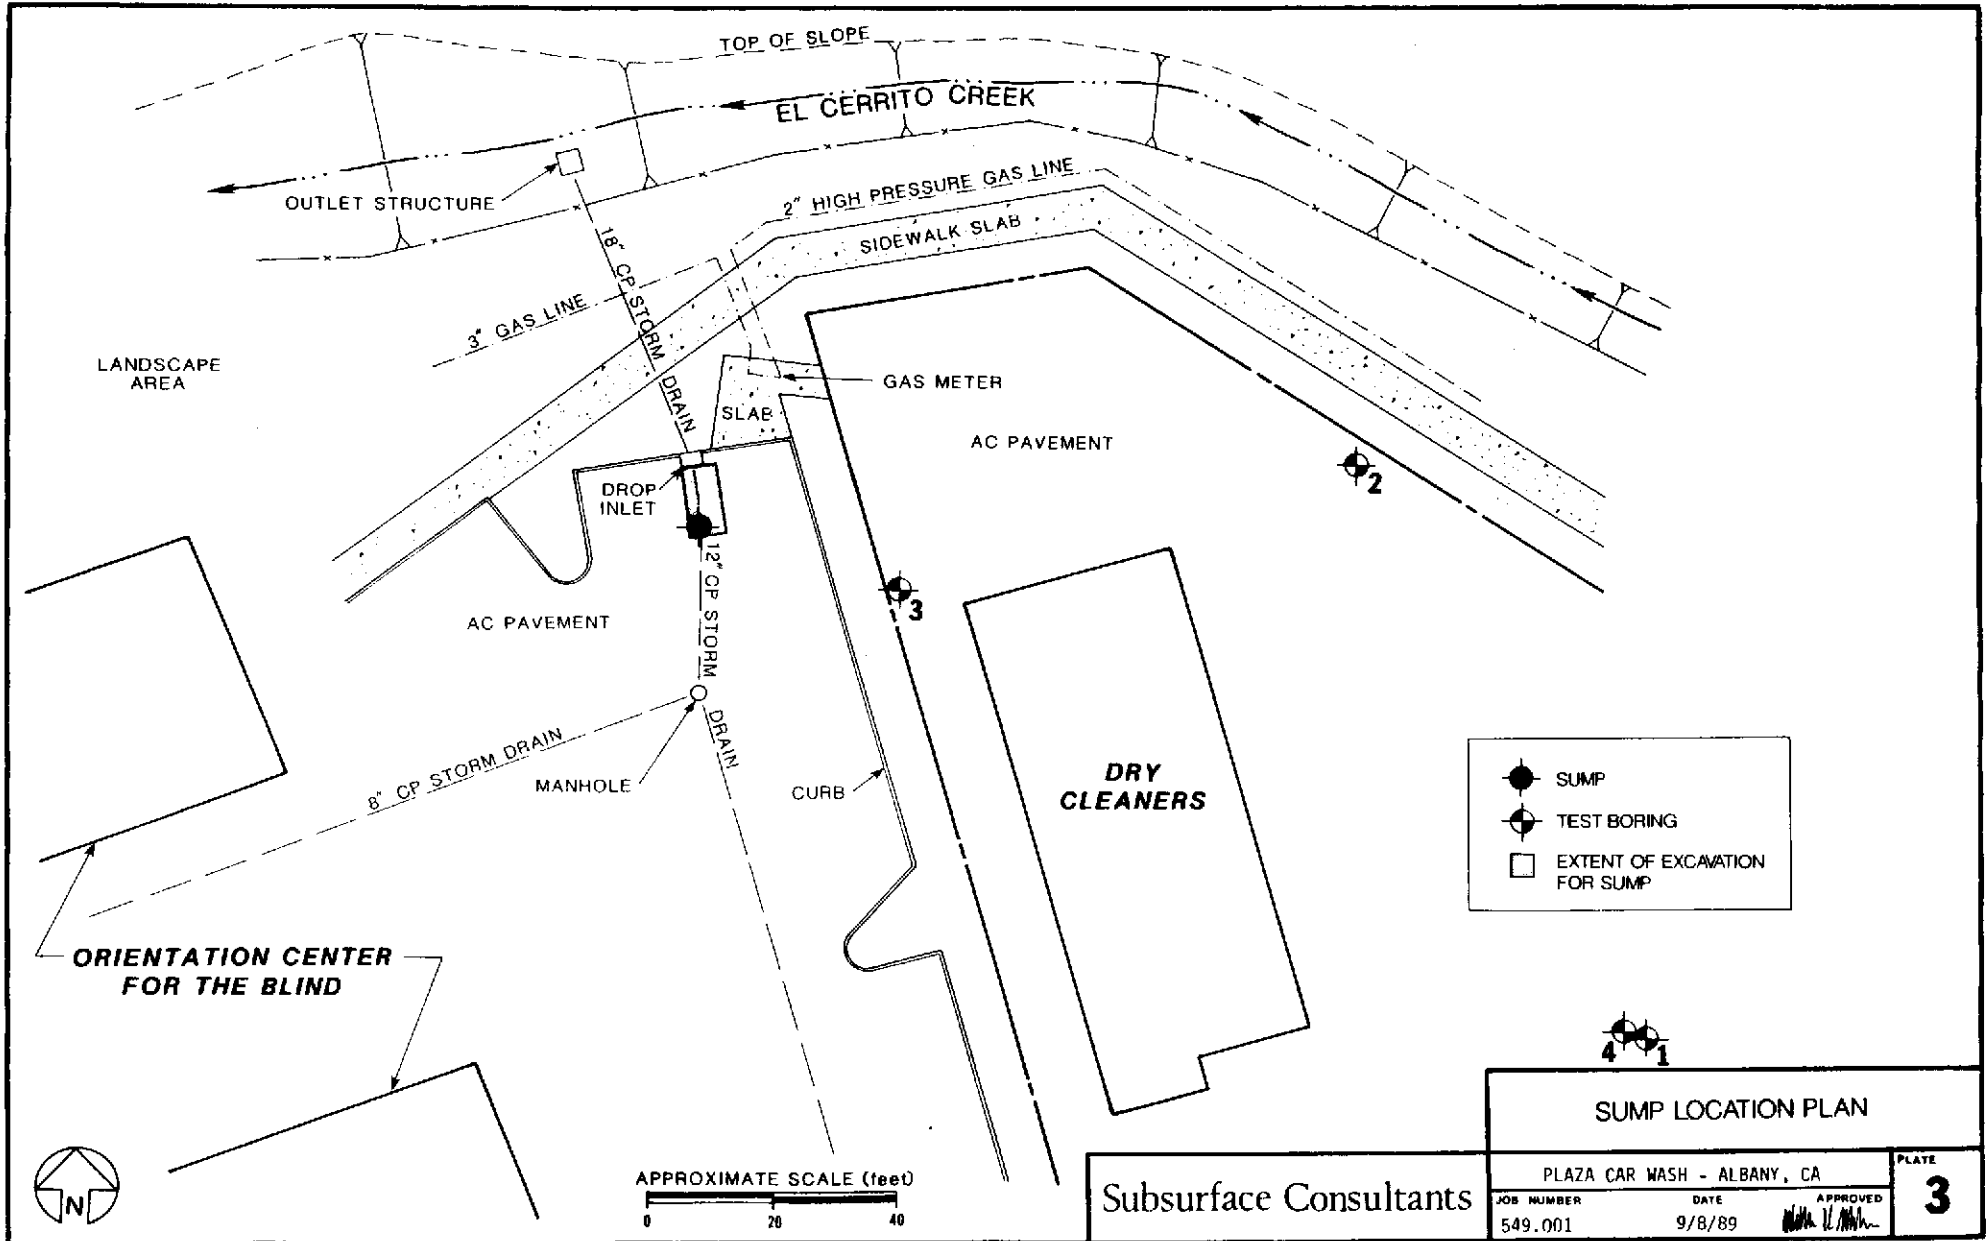 TOP OF SLOPE
EL CERRITO CREEK
OUTLET STRUCTURE
2" HIGH PRESSURE GAS LINE
SIDEWALK SLAB
18" CP STORM DRAIN
3" GAS LINE
LANDSCAPE
AREA
GAS METER
SLAB
AC PAVEMENT
2
DROP
INLET
12" CP STORM DRAIN
3
AC PAVEMENT
8" CP STORM DRAIN
MANHOLE
CURB
DRY
CLEANERS
SUMP
TEST BORING
EXTENT OF EXCAVATION
FOR SUMP
ORIENTATION CENTER
FOR THE BLIND
4
1
N
APPROXIMATE SCALE (feet)
0 20 40
Subsurface Consultants
SUMP LOCATION PLAN
PLAZA CAR WASH - ALBANY, CA
JOB NUMBER
549.001
DATE
9/8/89
APPROVED
PLATE
3